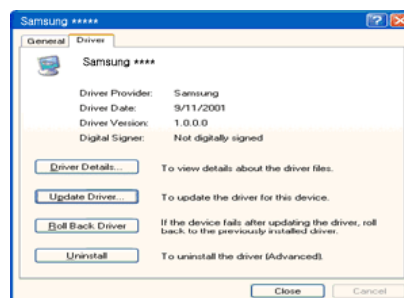 Samsung *****
General Driver
Samsung ****
Driver Provider: Samsung
Driver Date: 9/11/2001
Driver Version: 1.0.0.0
Digital Signer: Not digitally signed
Driver Details... To view details about the driver files.
Update Driver... To update the driver for this device.
Roll Back Driver If the device fails after updating the driver, roll
back to the previously installed driver.
Uninstall To uninstall the driver (Advanced).
Close Cancel